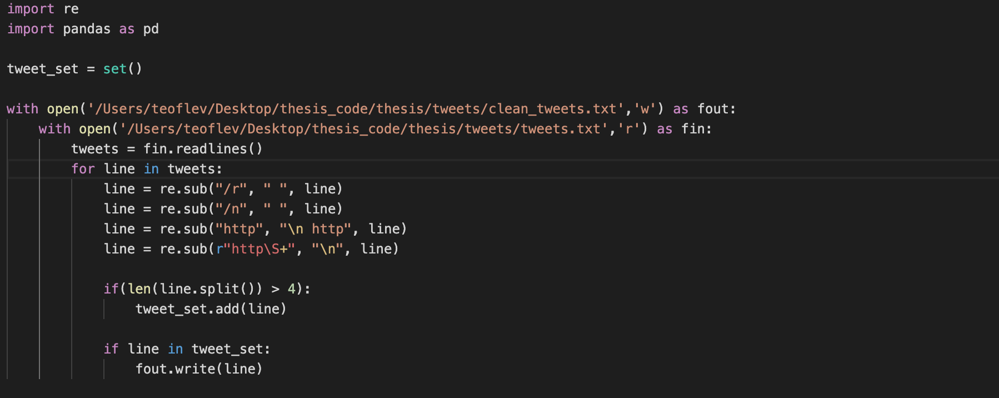 import re
import pandas as pd
tweet_set = set()
with open('/Users/teoflev/Desktop/thesis_code/thesis/tweets/clean_tweets.txt','w') as fout:
with open('/Users/teoflev/Desktop/thesis_code/thesis/tweets/tweets.txt','r') as fin:
tweets = fin.readlines()
for line in tweets:
line = re.sub("/r", " ", line)
line = re.sub("/n", " ", line)
line = re.sub("http", "\n http", line)
line = re.sub(r"http\S+", "\n", line)
if(len(line.split()) > 4):
tweet_set.add(line)
if line in tweet_set:
fout.write(line)